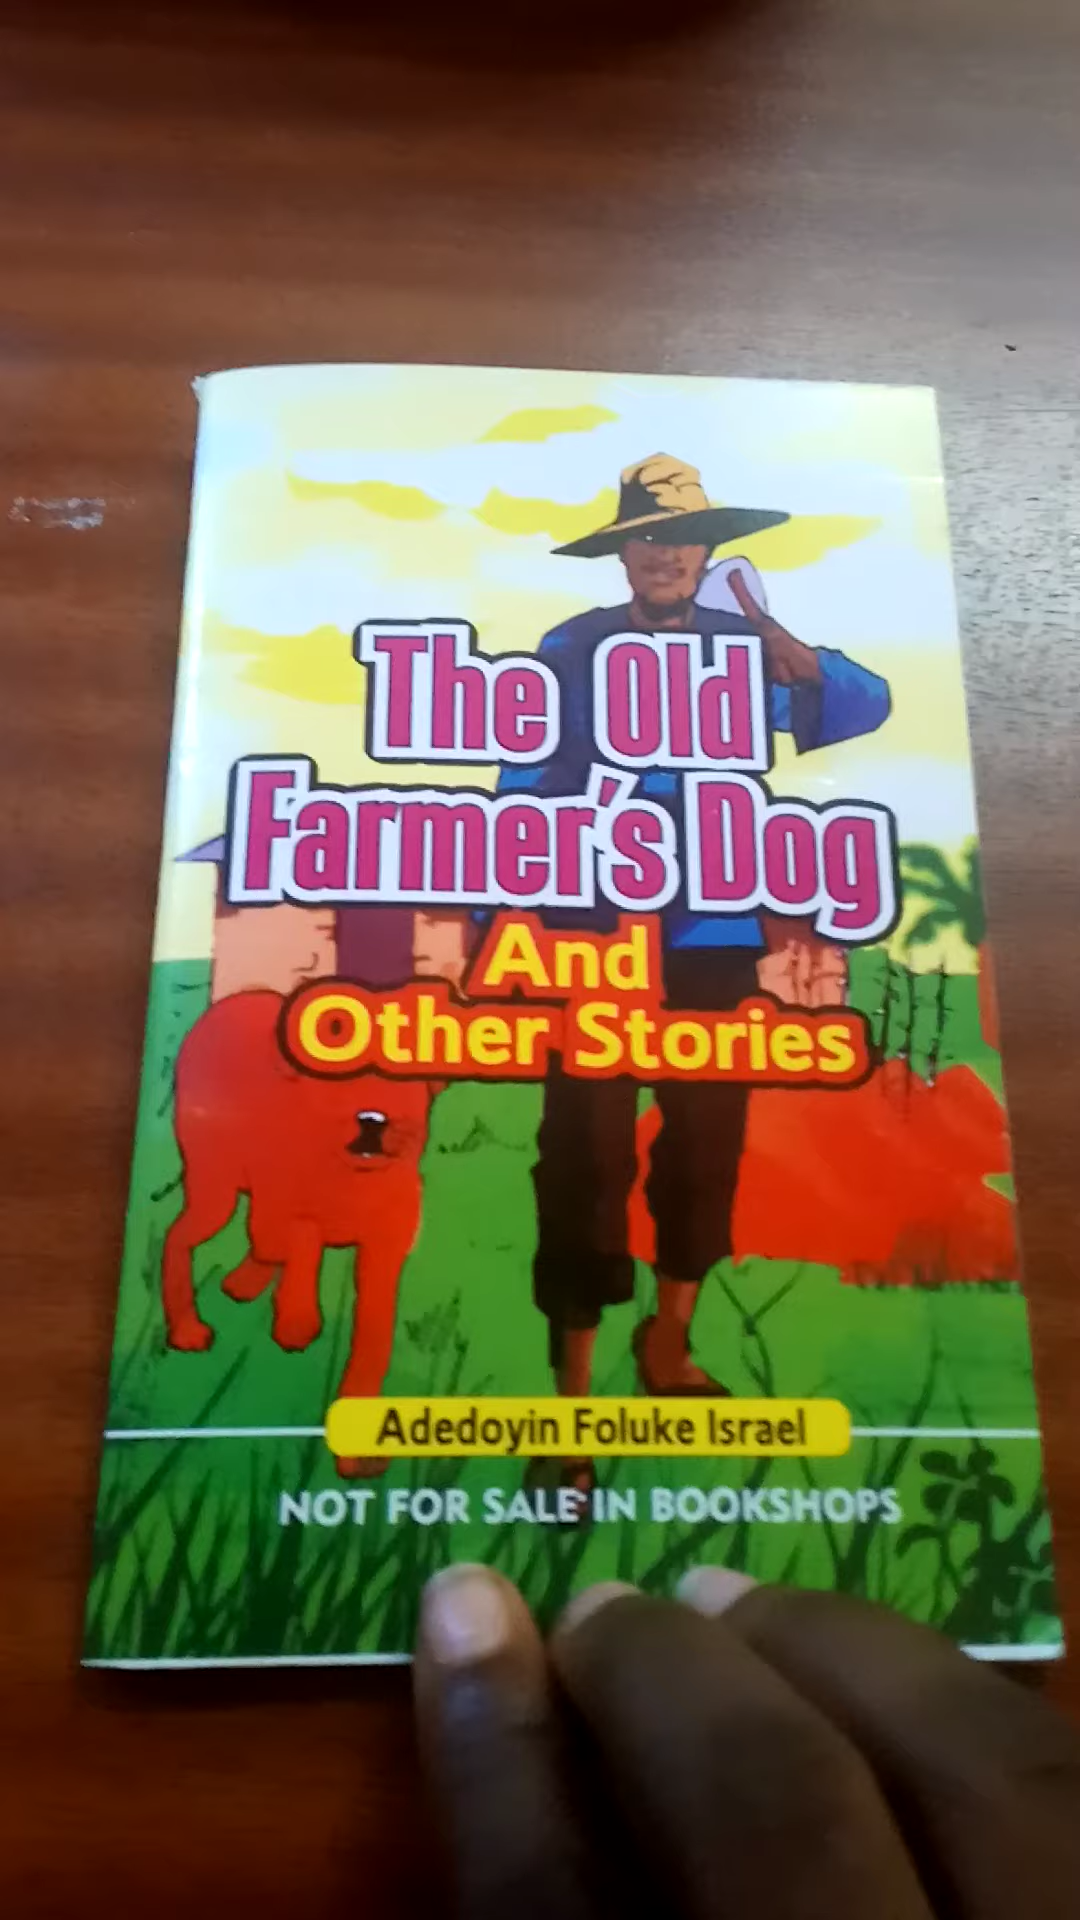 The Old
Farmer's Dog
And
Other Stories
Adedoyin Foluke Israel
NOT FOR SALE IN BOOKSHOPS